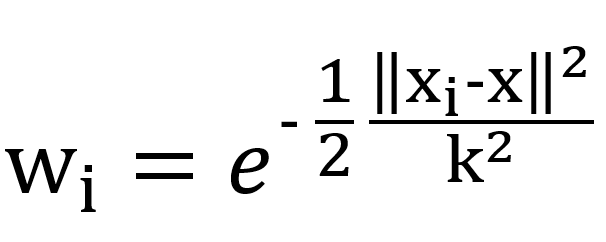 wᵢ = e^(-1/2 ‖xᵢ-x‖²/k²)